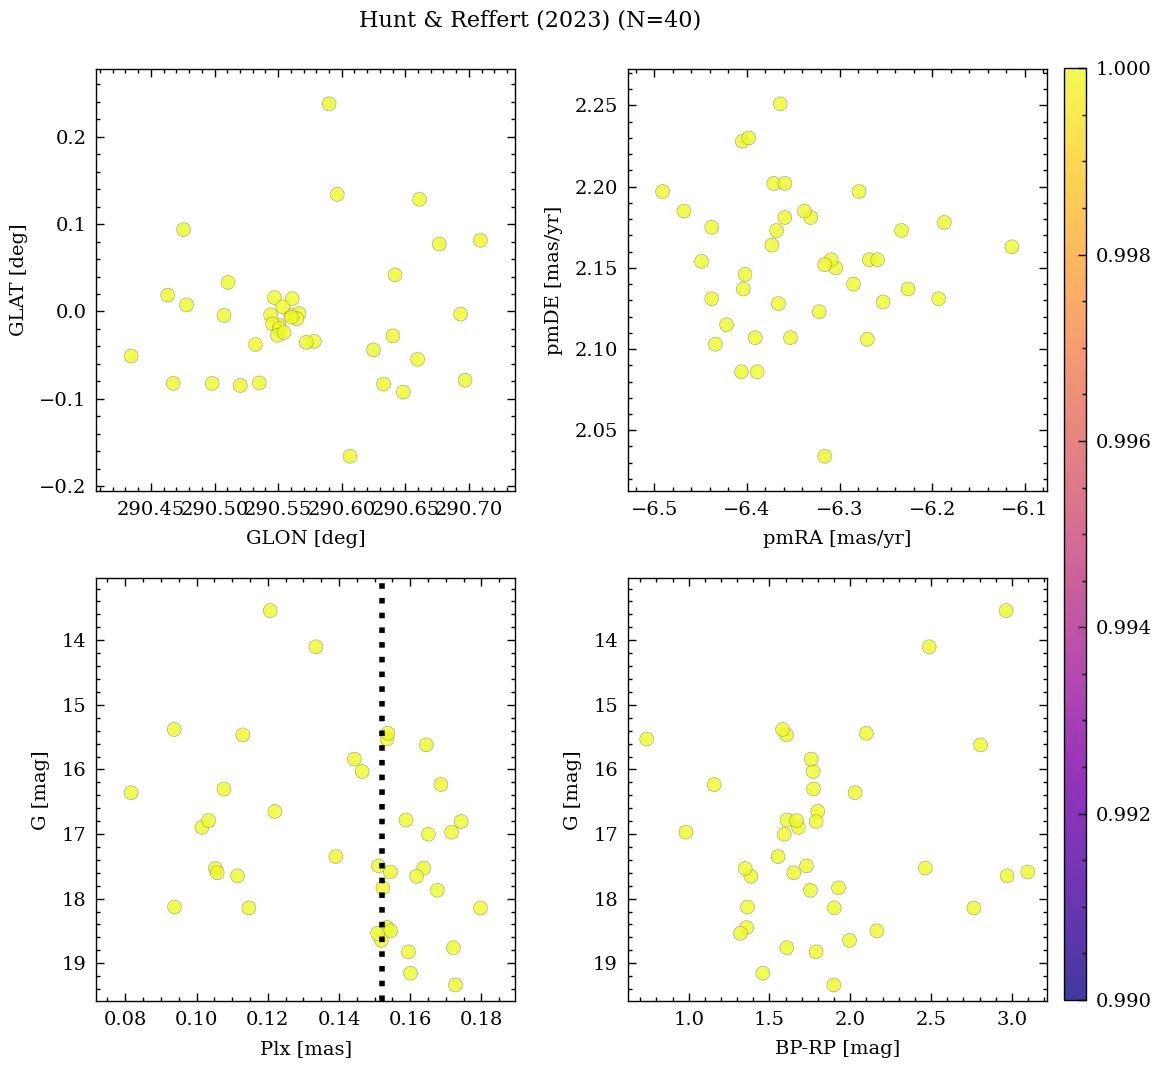 Hunt & Reffert (2023) (N=40)
0.2
0.1
0.0
−0.1
−0.2
GLAT [deg]
290.45 290.50 290.55 290.60 290.65 290.70
GLON [deg]
2.25
2.20
2.15
2.10
2.05
pmDE [mas/yr]
−6.5 −6.4 −6.3 −6.2 −6.1
pmRA [mas/yr]
14
15
16
17
18
19
G [mag]
0.08 0.10 0.12 0.14 0.16 0.18
Plx [mas]
14
15
16
17
18
19
G [mag]
1.0 1.5 2.0 2.5 3.0
BP-RP [mag]
1.000
0.998
0.996
0.994
0.992
0.990